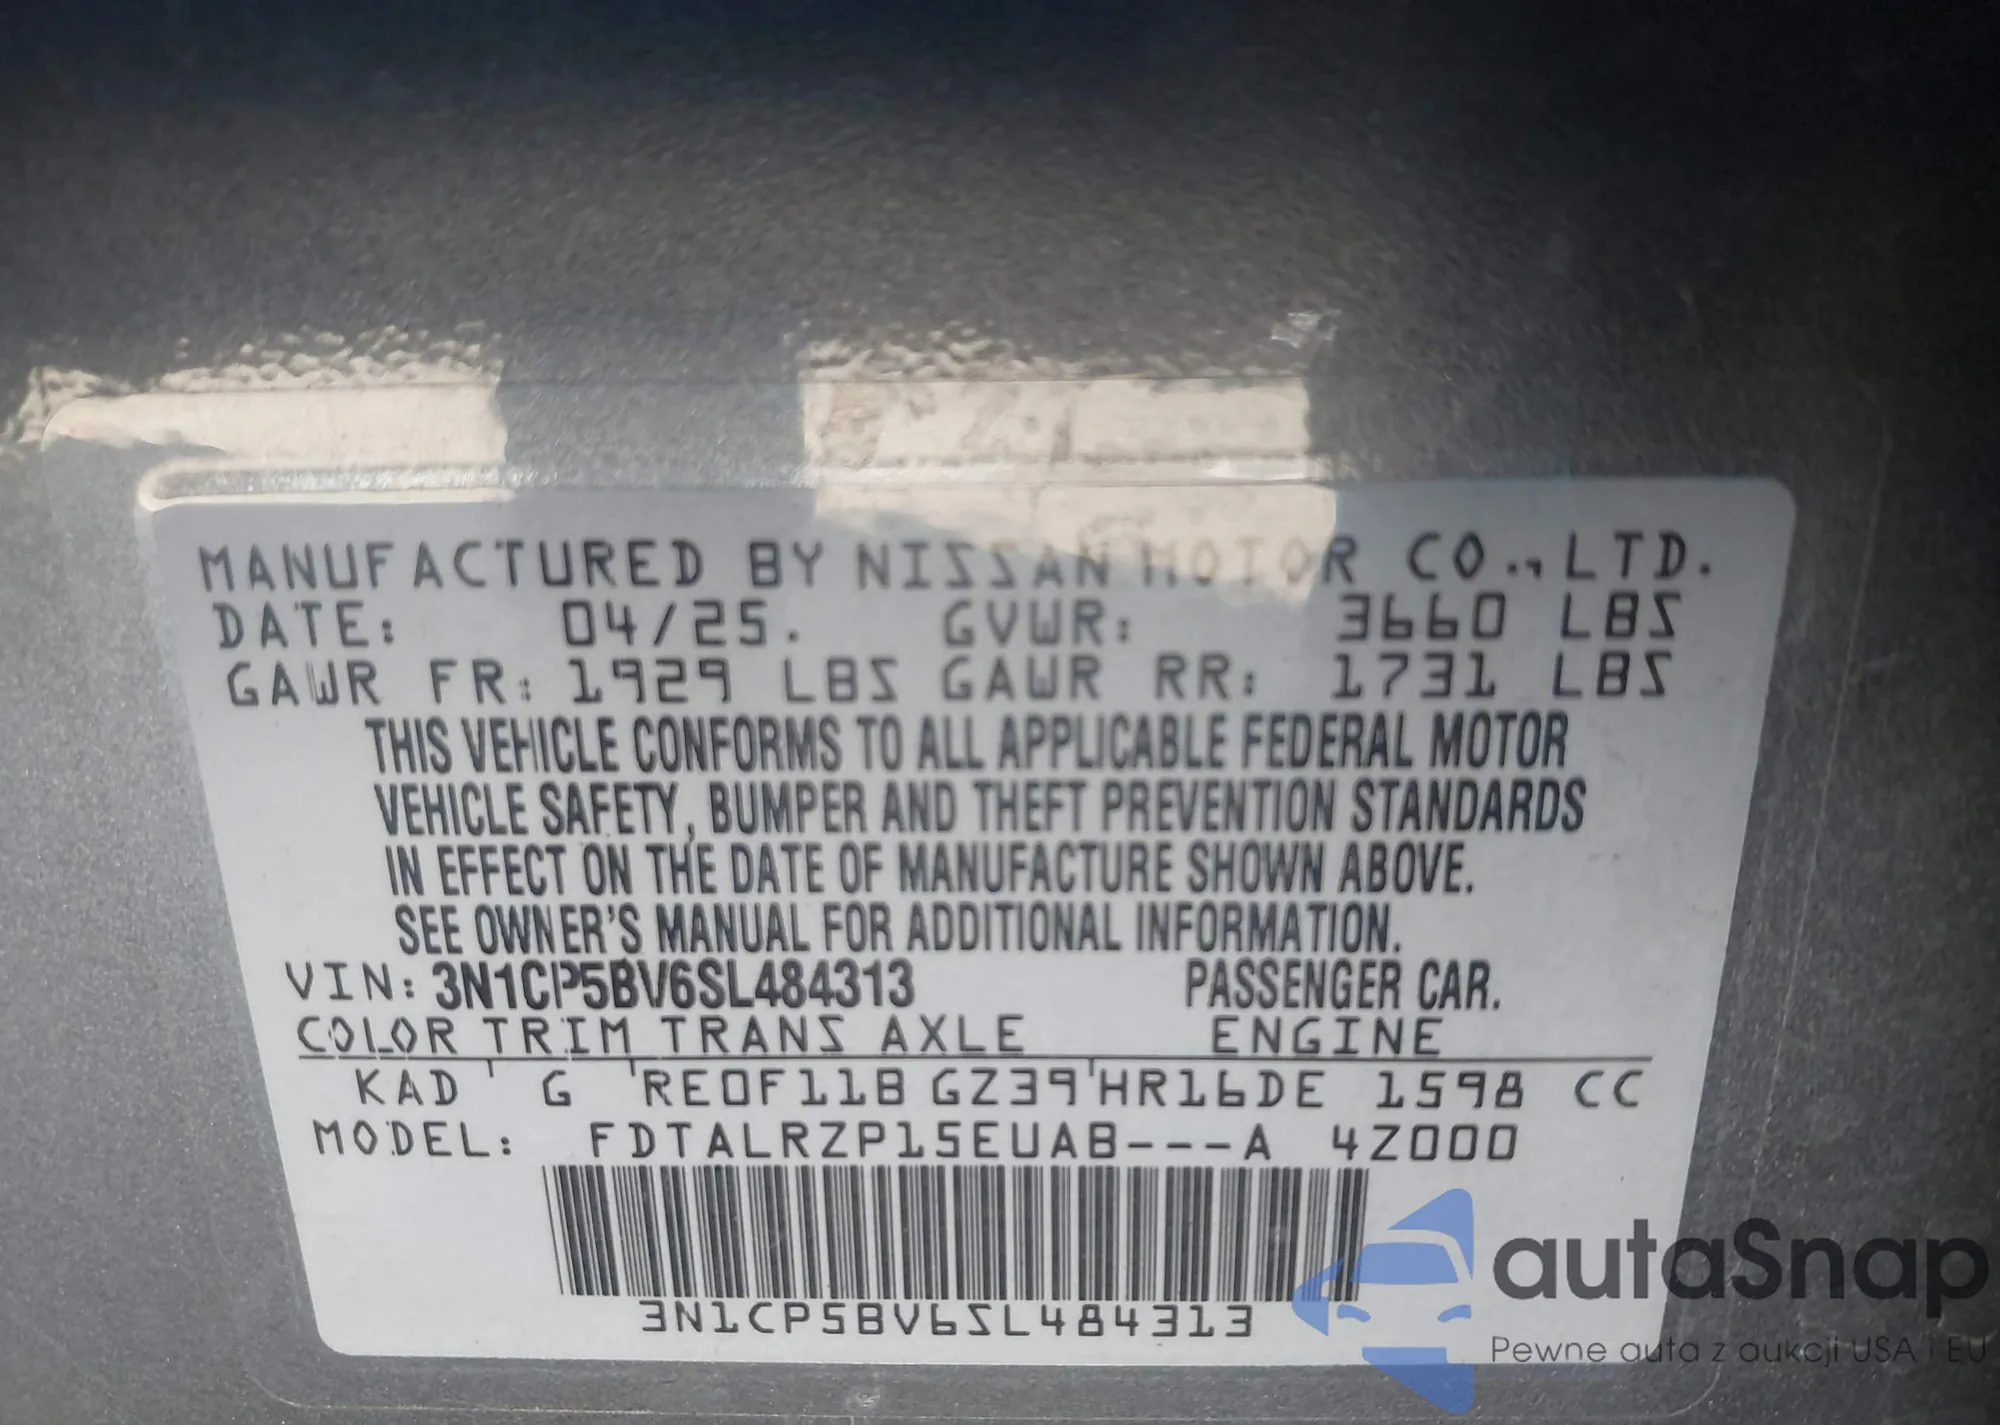 MANUFACTURED BY NISSAN MOTOR CO., LTD.
DATE: 04/25. GVWR: 3660 LBS
GAWR FR: 1929 LBS GAWR RR: 1731 LBS
THIS VEHICLE CONFORMS TO ALL APPLICABLE FEDERAL MOTOR
VEHICLE SAFETY, BUMPER AND THEFT PREVENTION STANDARDS
IN EFFECT ON THE DATE OF MANUFACTURE SHOWN ABOVE.
SEE OWNER'S MANUAL FOR ADDITIONAL INFORMATION.
VIN: 3N1CP5BV6SL484313 PASSENGER CAR.
COLOR TRIM TRANS AXLE ENGINE
KAD G RE0F11B GZ39 HR16DE 1598 CC
MODEL: FDTALRZP15EUAB---A 4Z000
3N1CP5BV6SL484313
autaSnap
Pewne auta z aukcji USA i EU